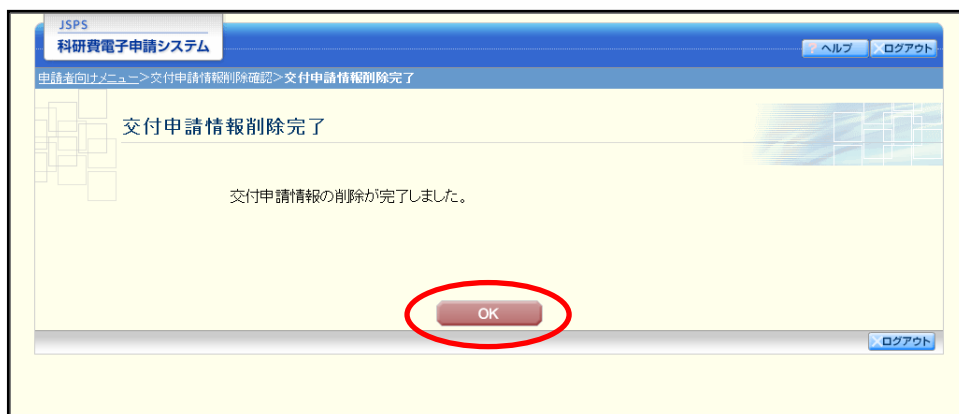 JSPS
科研費電子申請システム
? ヘルプ
ログアウト
申請者向けメニュー>交付申請情報削除確認>交付申請情報削除完了
交付申請情報削除完了
交付申請情報の削除が完了しました。
OK
ログアウト